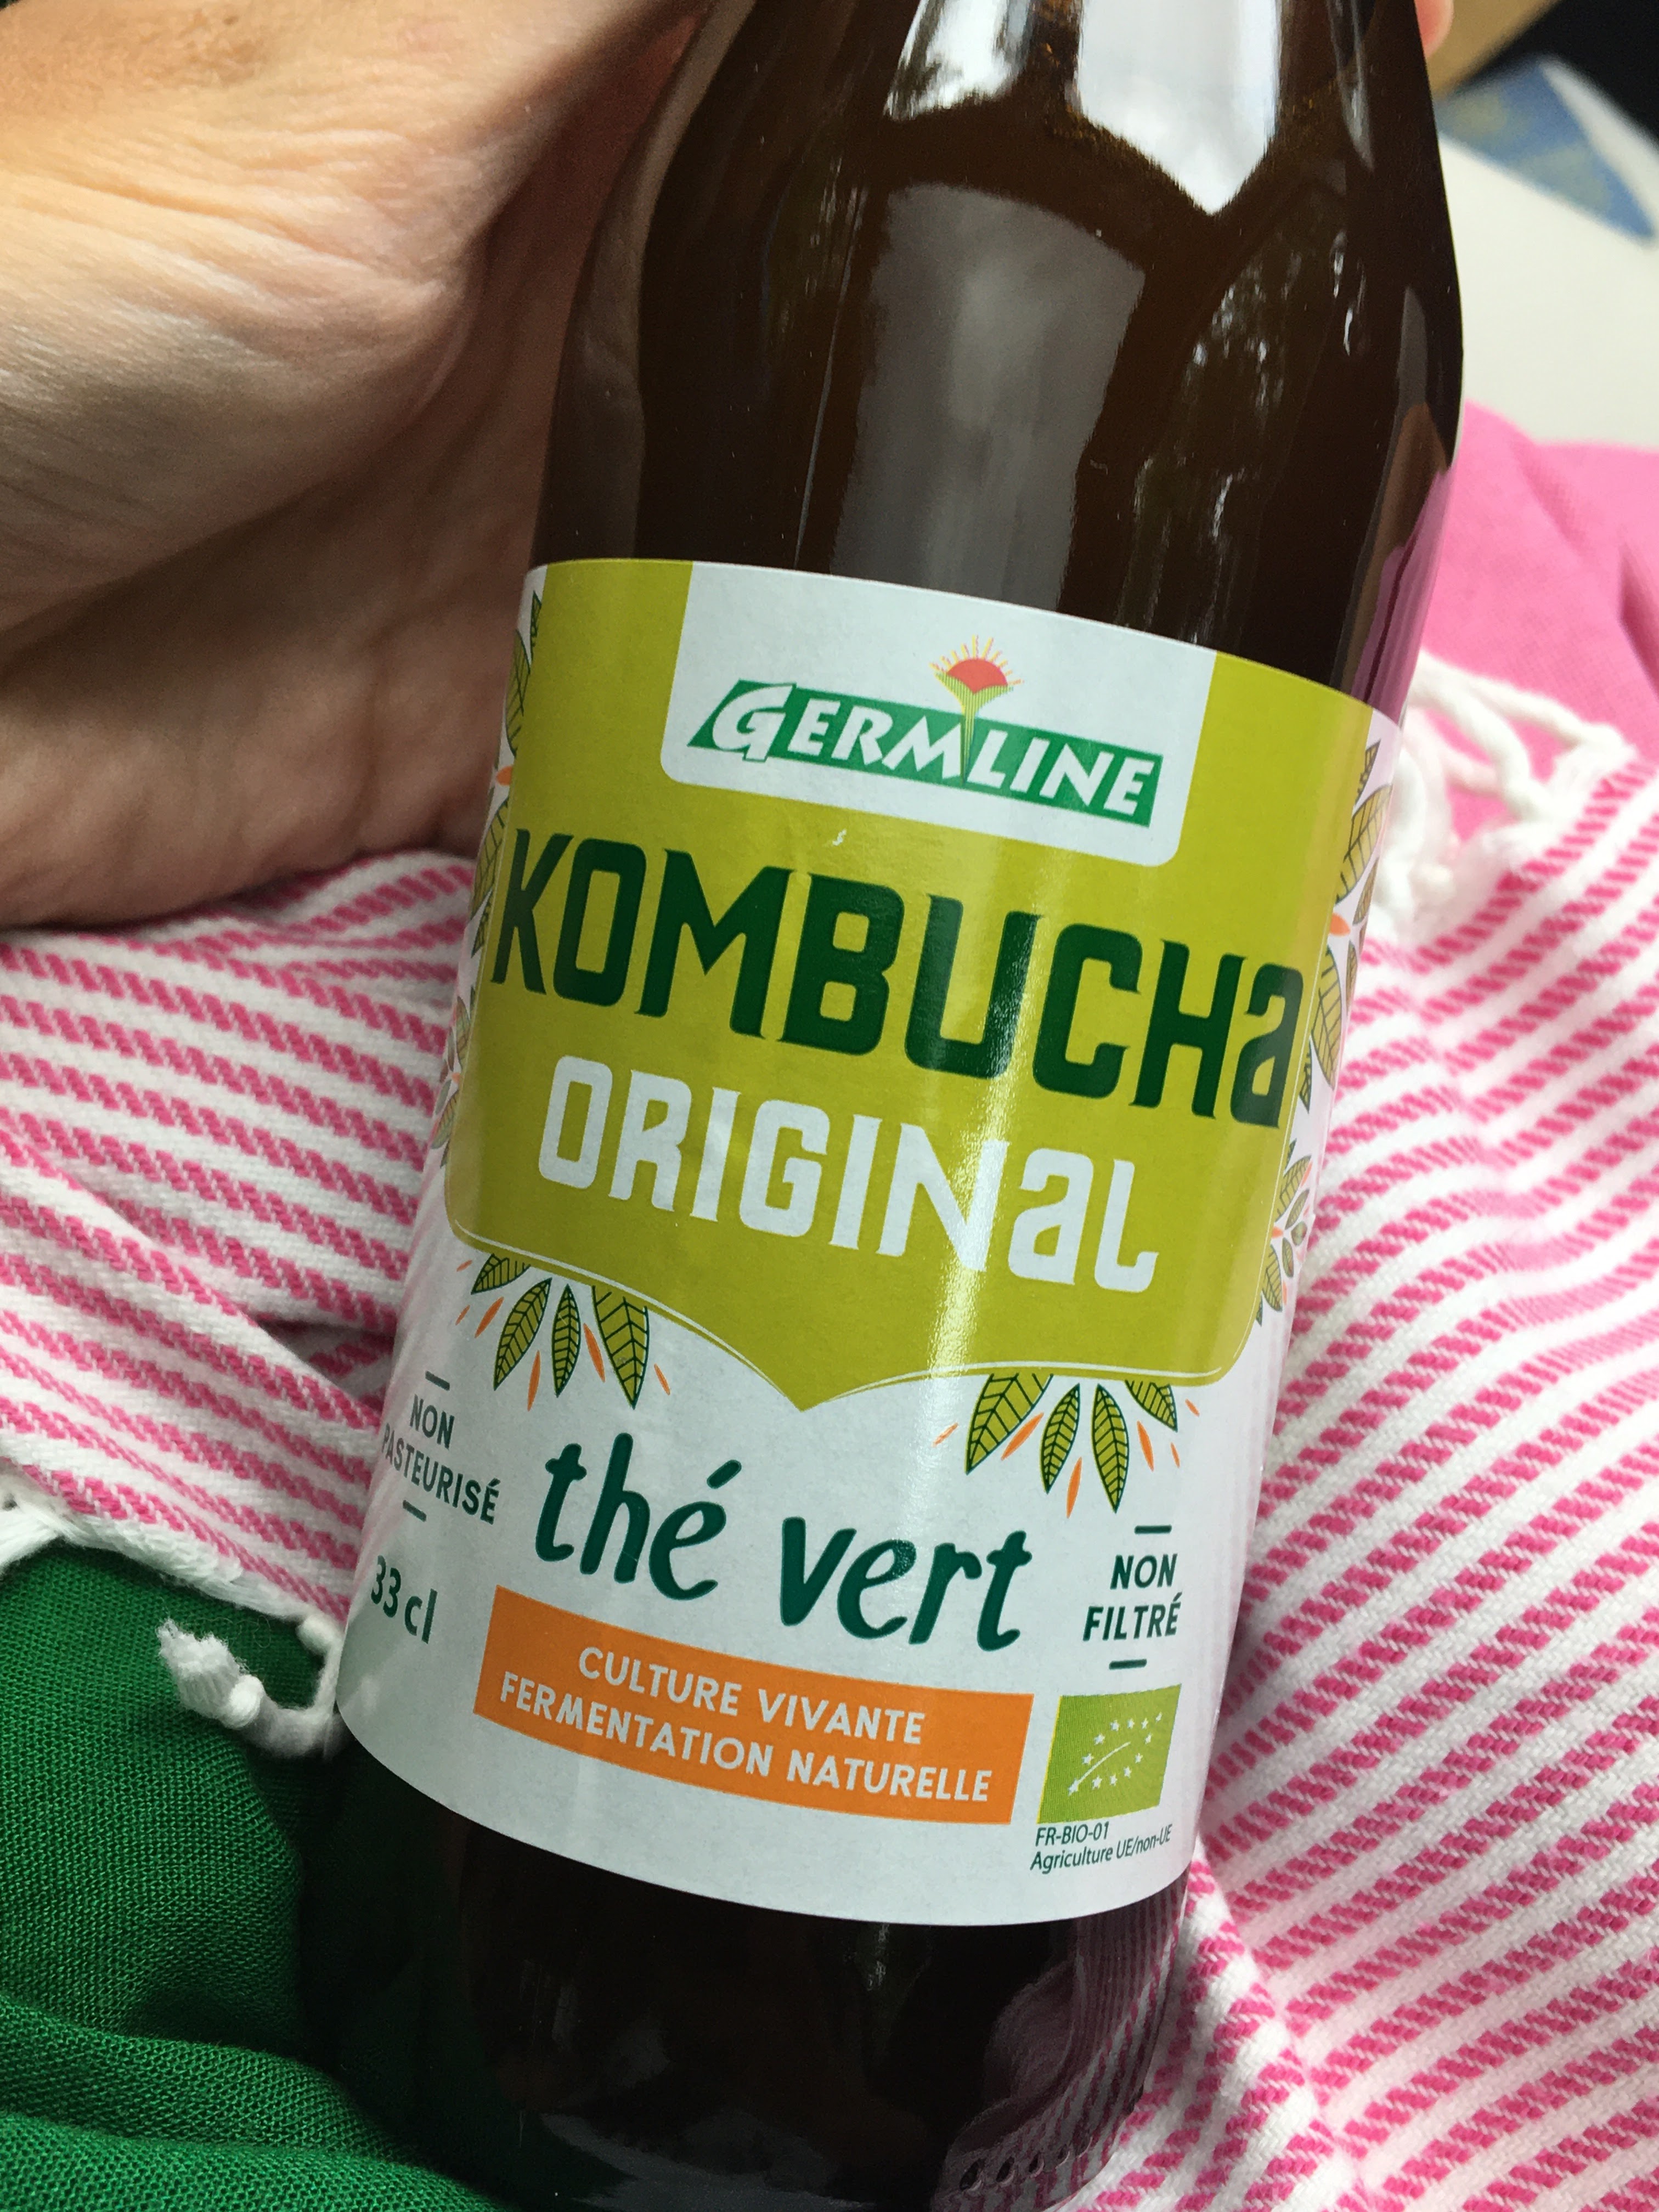 GERMLINE
KOMBUCHa
ORIGINaL
NON
PASTEURISÉ
thé vert
33 cl
NON
FILTRÉ
CULTURE VIVANTE
FERMENTATION NATURELLE
FR-BIO-01
Agriculture UE/non-UE